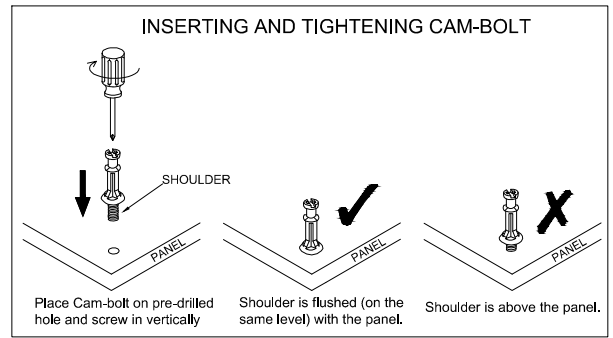 INSERTING AND TIGHTENING CAM-BOLT
SHOULDER
PANEL
PANEL
PANEL
Place Cam-bolt on pre-drilled
hole and screw in vertically
Shoulder is flushed (on the
same level) with the panel.
Shoulder is above the panel.